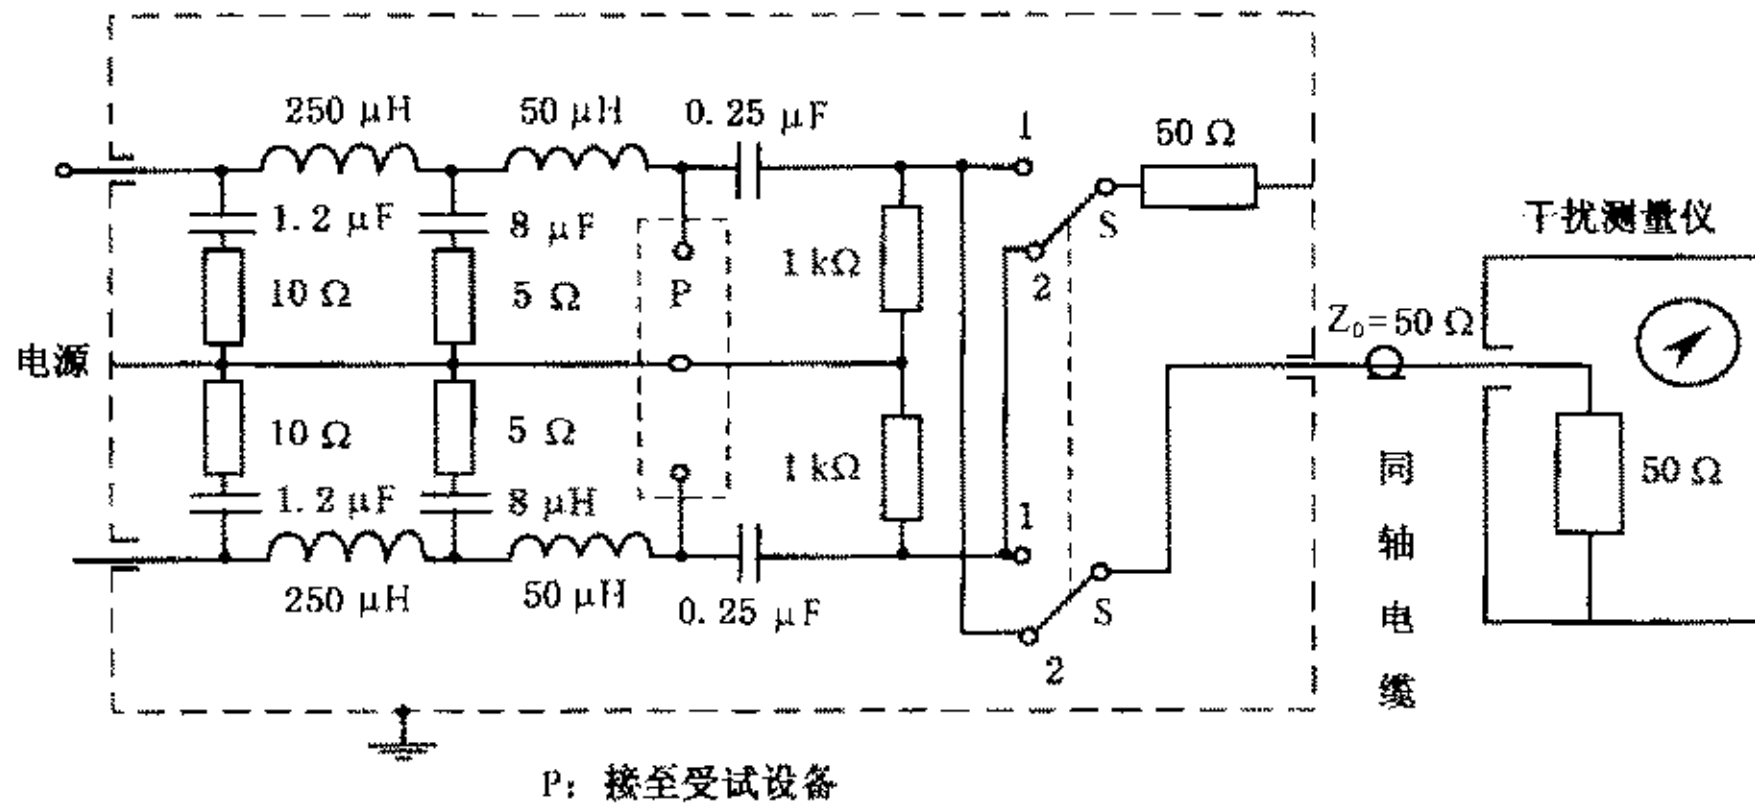 250 μH
50 μH
0.25 μF
1
50 Ω
1.2 μF
8 μF
S
干扰测量仪
10 Ω
5 Ω
P
1 kΩ
2
Z₀=50 Ω
电源
10 Ω
5 Ω
1 kΩ
同轴电缆
50 Ω
1.2 μF
8 μH
1
250 μH
50 μH
0.25 μF
S
2
P: 接至受试设备